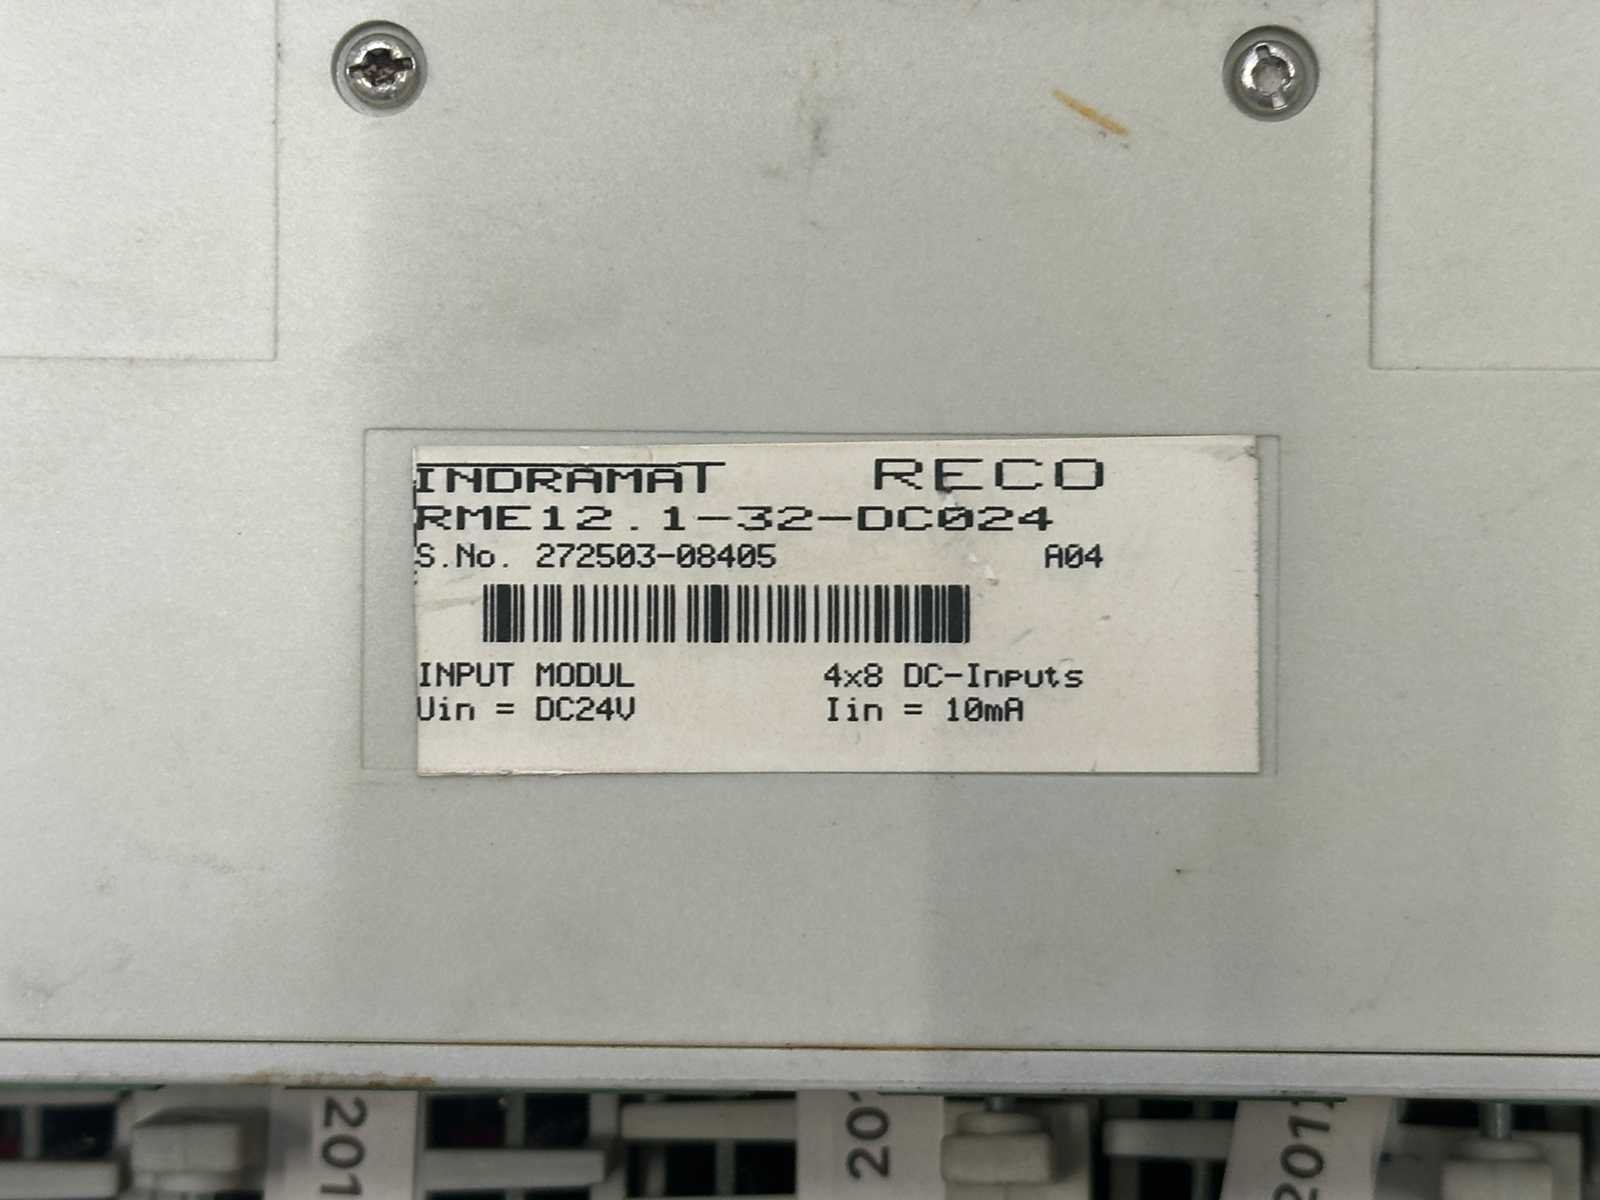 INDRAMAT RECO
RME12.1-32-DC024
S.No. 272503-08405 A04
INPUT MODUL 4x8 DC-Inputs
Uin = DC24V Iin = 10mA